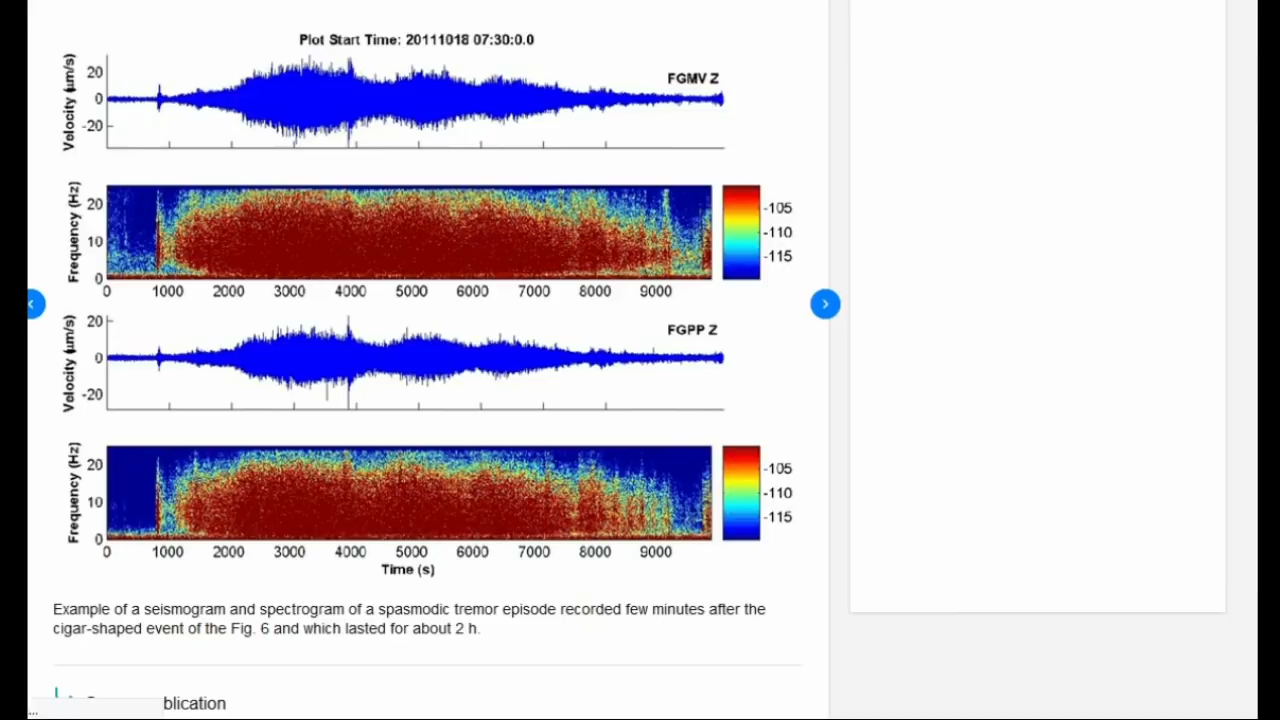 Plot Start Time: 20111018 07:30:0.0
Velocity (μm/s)
20
0
-20
FGMV Z
Frequency (Hz)
20
10
0
-105
-110
-115
0 1000 2000 3000 4000 5000 6000 7000 8000 9000
Velocity (μm/s)
20
0
-20
FGPP Z
Frequency (Hz)
20
10
0
-105
-110
-115
0 1000 2000 3000 4000 5000 6000 7000 8000 9000
Time (s)
Example of a seismogram and spectrogram of a spasmodic tremor episode recorded few minutes after the
cigar-shaped event of the Fig. 6 and which lasted for about 2 h.
blication
...